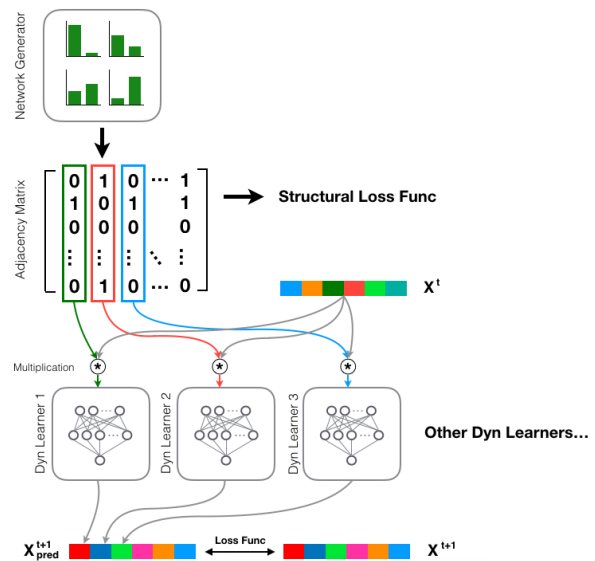 Network Generator
Adjacency Matrix
0 1 0 ... 1
1 0 1 1
0 0 0 0
⋮ ⋮ ⋮ ⋱ ⋮
0 1 0 ... 0
Structural Loss Func
X t
Multiplication
* * *
Dyn Learner 1
Dyn Learner 2
Dyn Learner 3
Other Dyn Learners...
X t+1 pred
Loss Func
X t+1